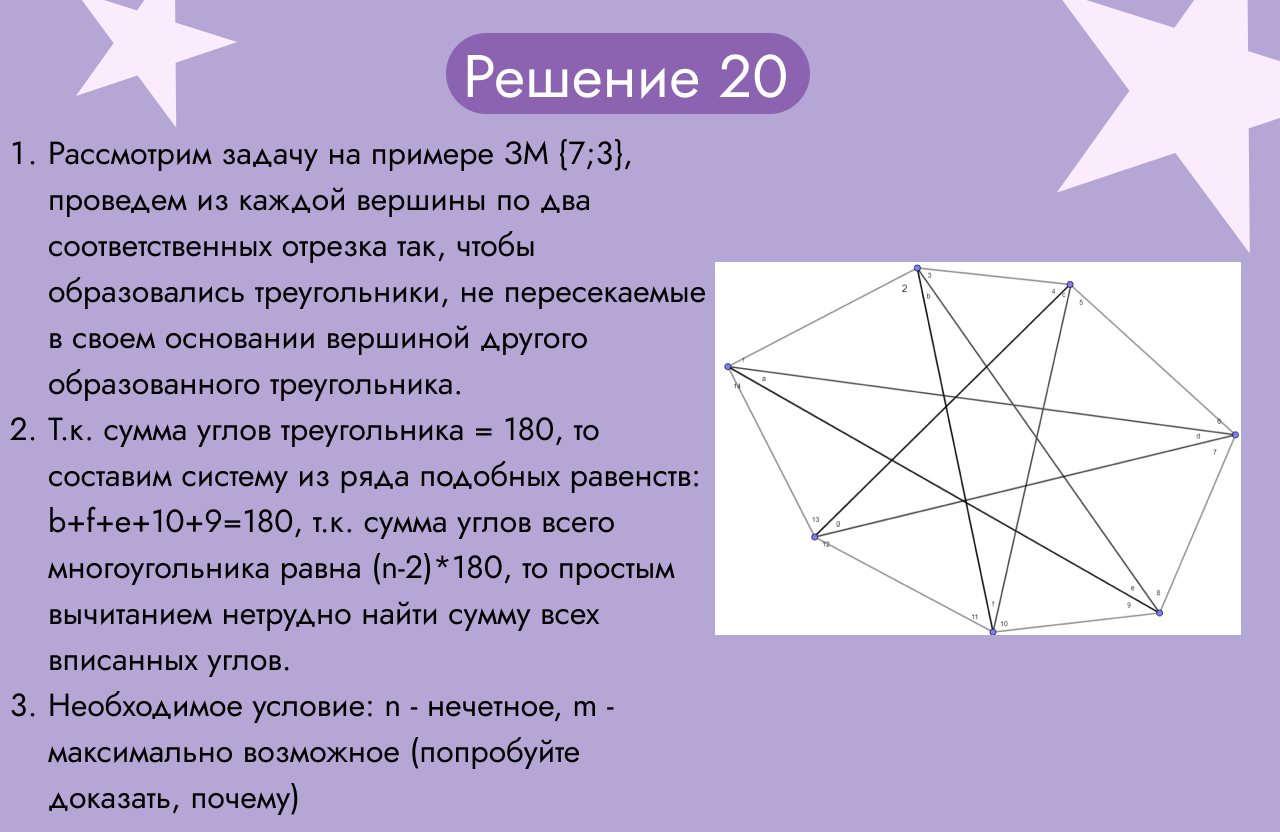 Решение 20
1. Рассмотрим задачу на примере ЗМ {7;3},
проведем из каждой вершины по два
соответственных отрезка так, чтобы
образовались треугольники, не пересекаемые
в своем основании вершиной другого
образованного треугольника.
2. Т.к. сумма углов треугольника = 180, то
составим систему из ряда подобных равенств:
b+f+e+10+9=180, т.к. сумма углов всего
многоугольника равна (n-2)*180, то простым
вычитанием нетрудно найти сумму всех
вписанных углов.
3. Необходимое условие: n - нечетное, m -
максимально возможное (попробуйте
доказать, почему)
3
2
b
4
c
5
1
a
14
6
d
7
13
g
12
e
8
9
f
11
10